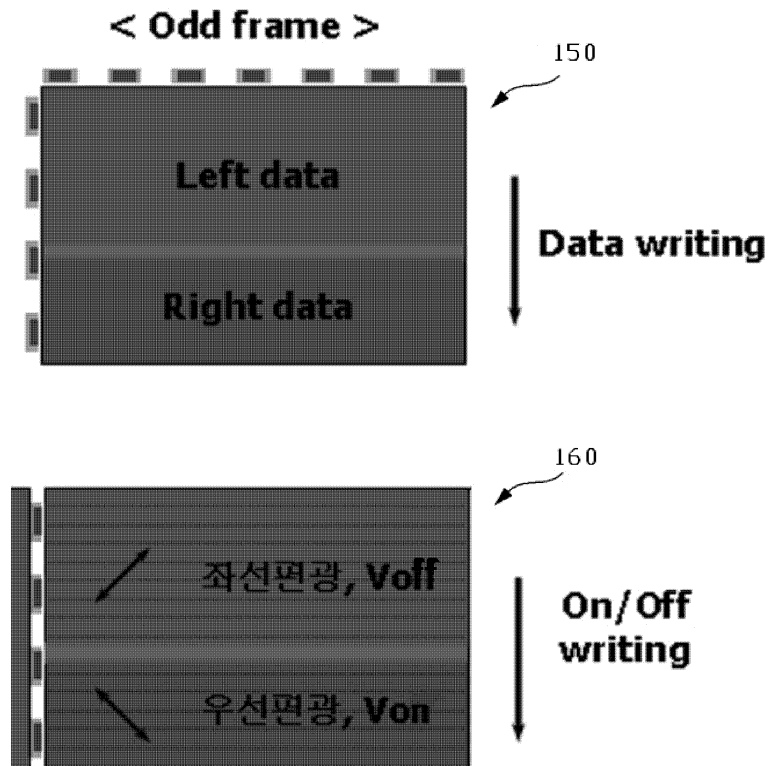 < Odd frame >
150
Left data
Data writing
Right data
160
좌선편광, Voff
On/Off
writing
우선편광, Von